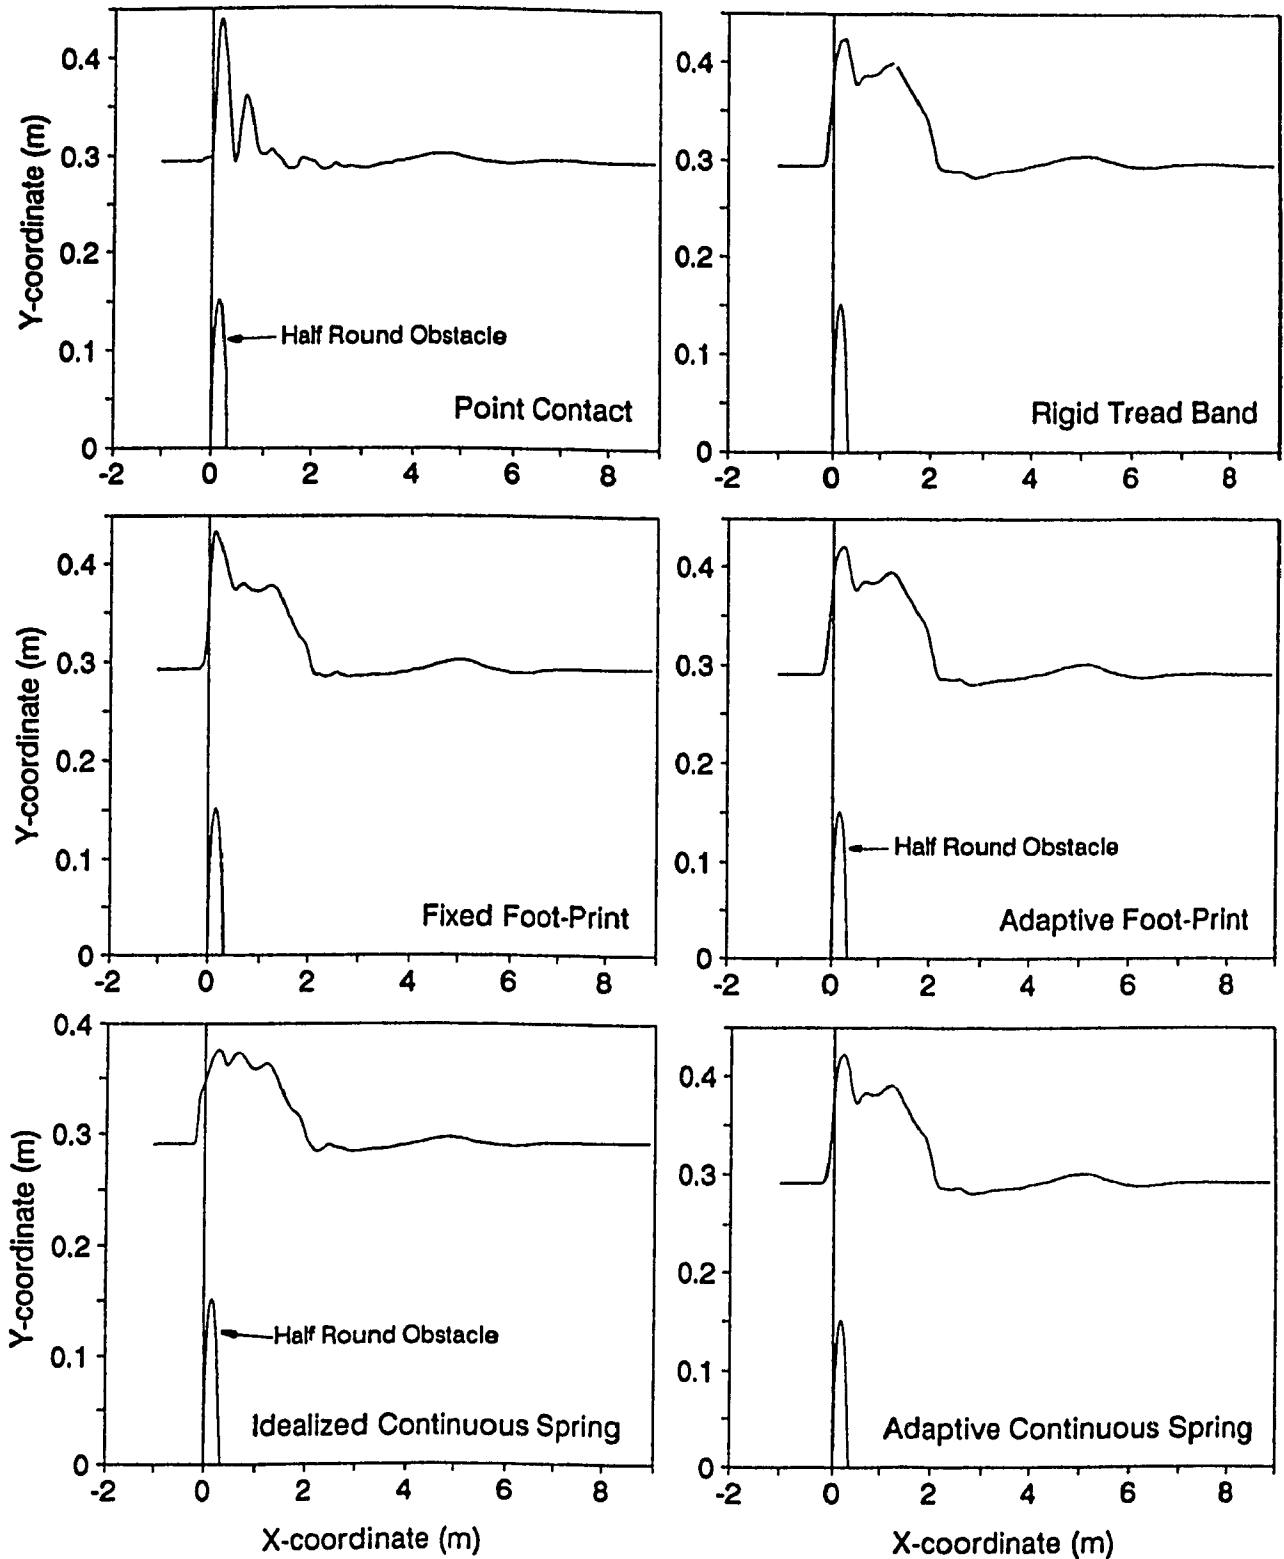 Y-coordinate (m)
0.4
0.3
0.2
0.1
0
Half Round Obstacle
Point Contact
-2 0 2 4 6 8
0.4
0.3
0.2
0.1
0
Rigid Tread Band
-2 0 2 4 6 8
Y-coordinate (m)
0.4
0.3
0.2
0.1
0
Fixed Foot-Print
-2 0 2 4 6 8
0.4
0.3
0.2
0.1
0
Half Round Obstacle
Adaptive Foot-Print
-2 0 2 4 6 8
Y-coordinate (m)
0.4
0.3
0.2
0.1
0
Half Round Obstacle
Idealized Continuous Spring
-2 0 2 4 6 8
X-coordinate (m)
0.4
0.3
0.2
0.1
0
Adaptive Continuous Spring
-2 0 2 4 6 8
X-coordinate (m)